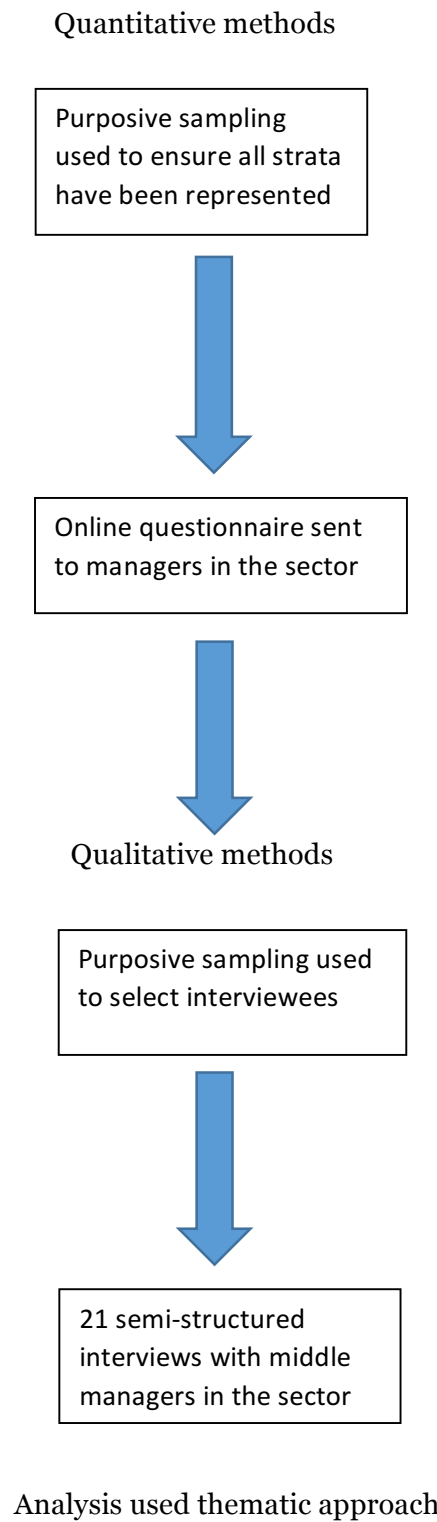 Quantitative methods
Purposive sampling
used to ensure all strata
have been represented
Online questionnaire sent
to managers in the sector
Qualitative methods
Purposive sampling used
to select interviewees
21 semi-structured
interviews with middle
managers in the sector
Analysis used thematic approach